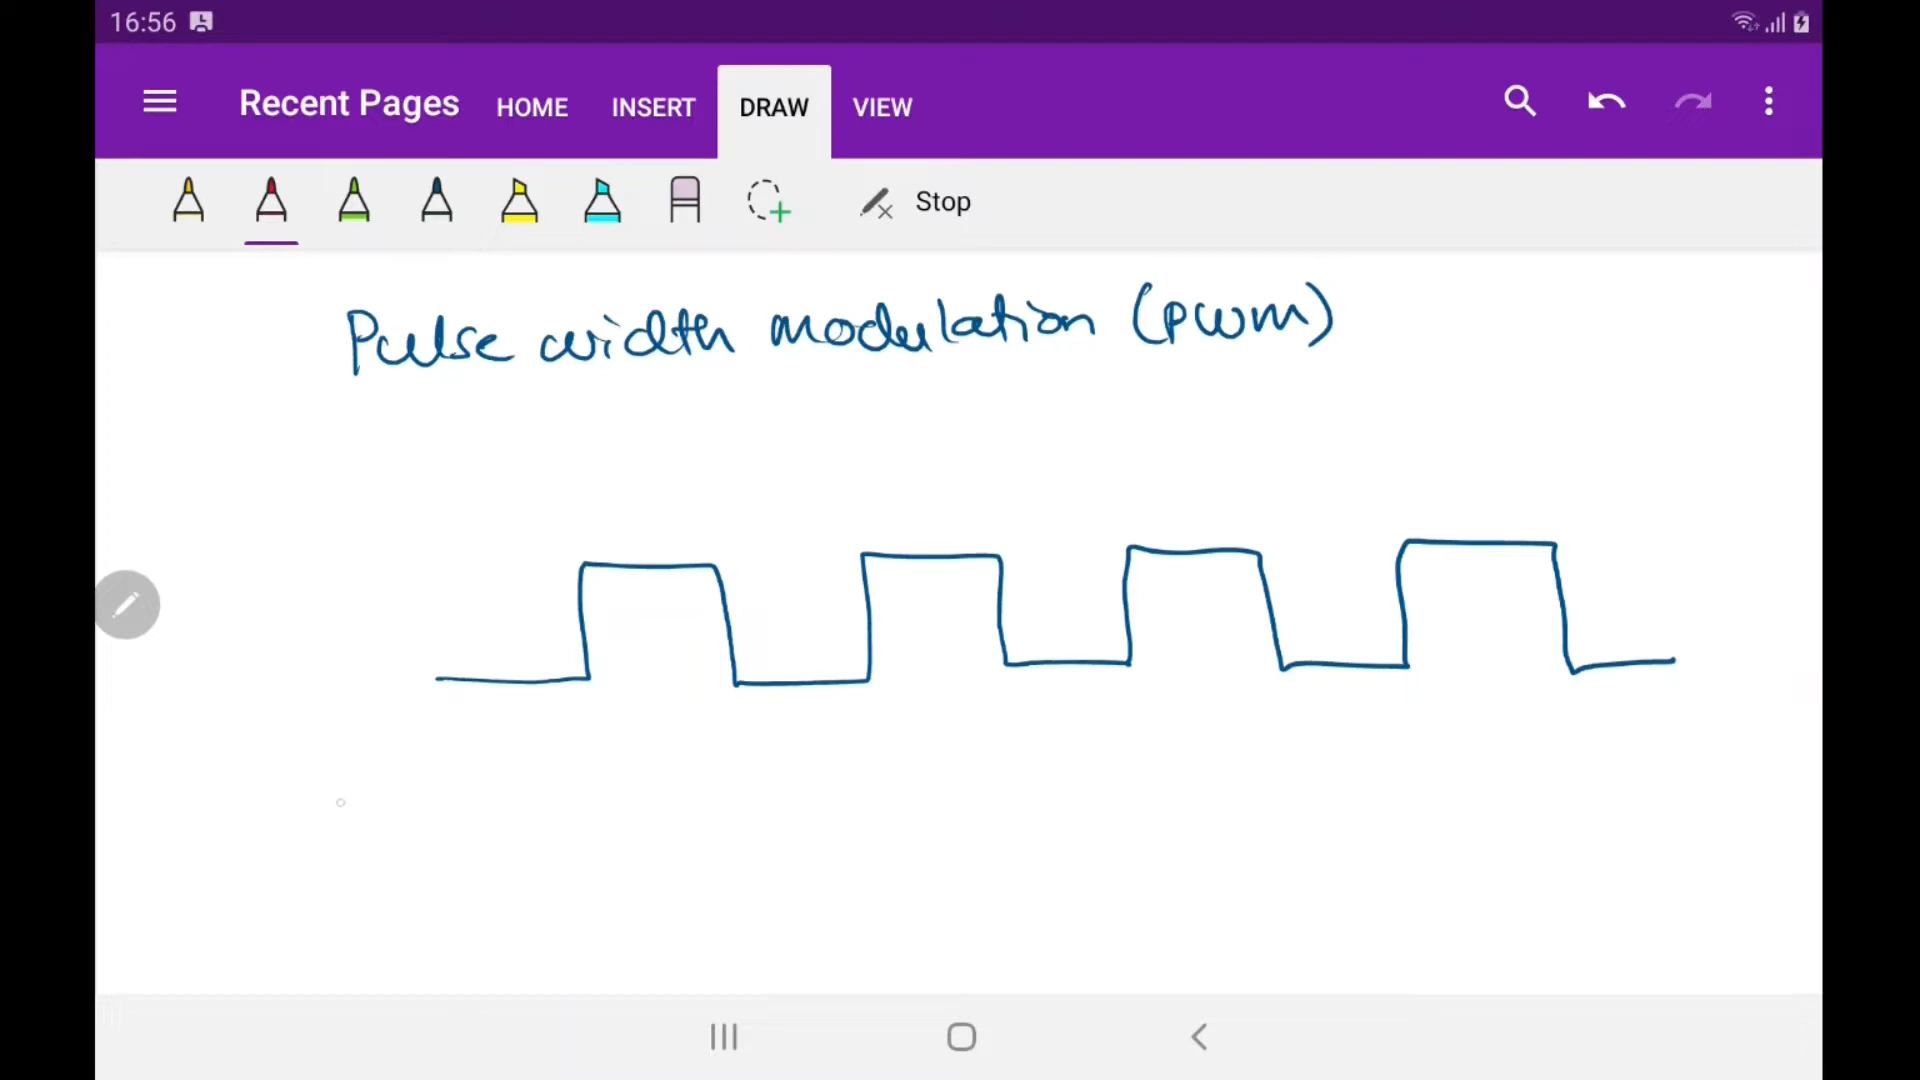 16:56
Recent Pages HOME INSERT DRAW VIEW
Stop
Pulse width modulation (PWM)